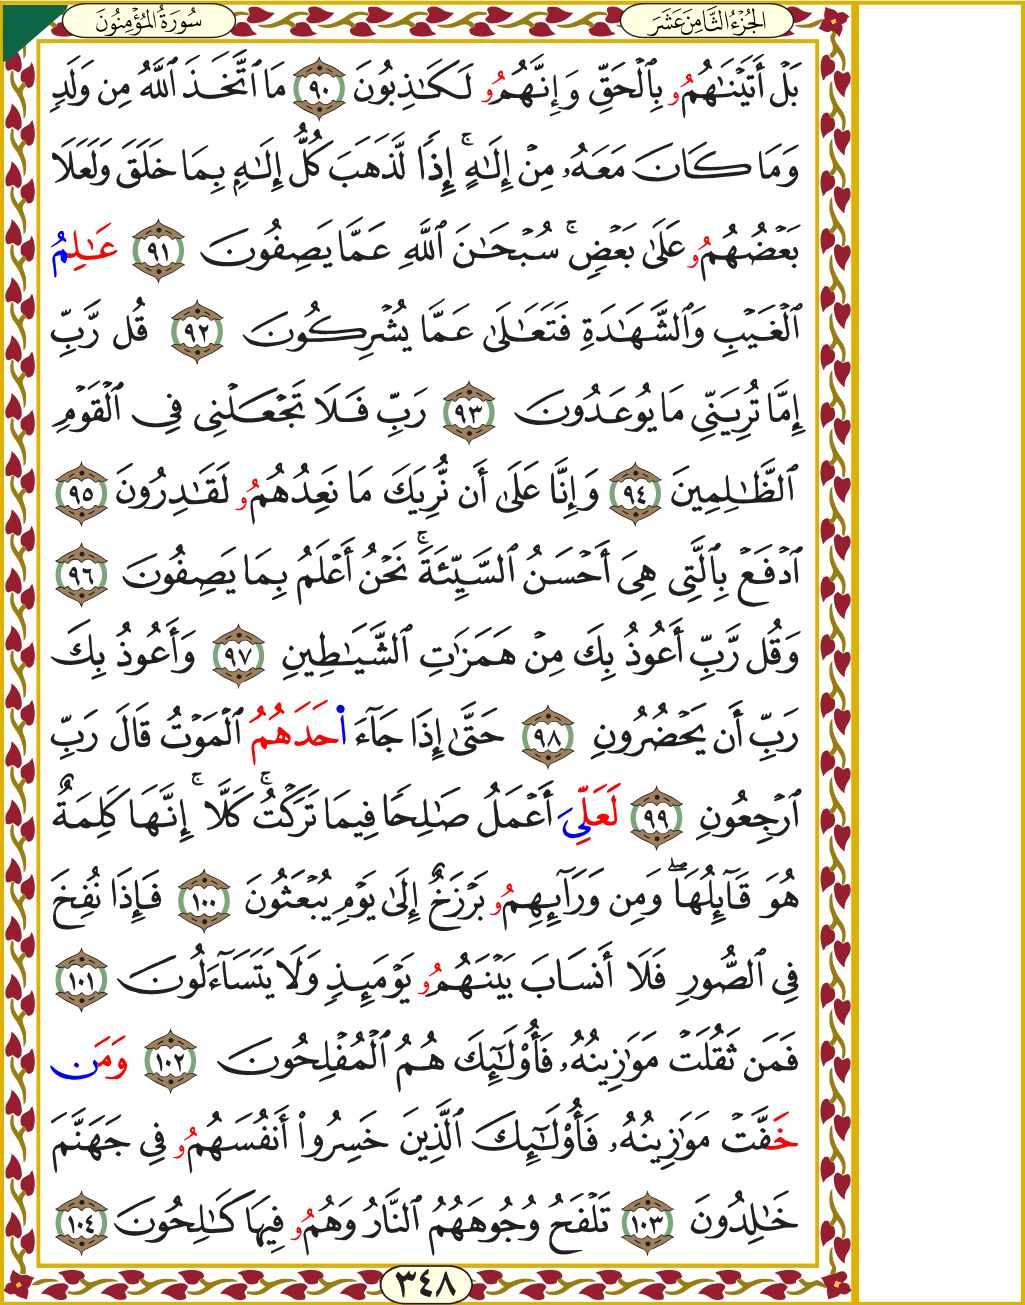 الجُزْءُ الثَّامِنَ عَشَرَ
سُورَةُ المُؤْمِنُونَ
بَلْ أَتَيْنَٰهُمُۥ بِٱلْحَقِّ وَإِنَّهُمُۥ لَكَٰذِبُونَ ٩٠ مَا ٱتَّخَذَ ٱللَّهُ مِن وَلَدٍ
وَمَا كَانَ مَعَهُۥ مِنْ إِلَٰهٍۚ إِذًا لَّذَهَبَ كُلُّ إِلَٰهٍۭ بِمَا خَلَقَ وَلَعَلَا
بَعْضُهُمُۥ عَلَىٰ بَعْضٍۚ سُبْحَٰنَ ٱللَّهِ عَمَّا يَصِفُونَ ٩١ عَٰلِمُ
ٱلْغَيْبِ وَٱلشَّهَٰدَةِ فَتَعَٰلَىٰ عَمَّا يُشْرِكُونَ ٩٢ قُل رَّبِّ
إِمَّا تُرِيَنِّي مَا يُوعَدُونَ ٩٣ رَبِّ فَلَا تَجْعَلْنِي فِي ٱلْقَوْمِ
ٱلظَّٰلِمِينَ ٩٤ وَإِنَّا عَلَىٰ أَن نُّرِيَكَ مَا نَعِدُهُمُۥ لَقَٰدِرُونَ ٩٥
ٱدْفَعْ بِٱلَّتِي هِيَ أَحْسَنُ ٱلسَّيِّئَةَۚ نَحْنُ أَعْلَمُ بِمَا يَصِفُونَ ٩٦
وَقُل رَّبِّ أَعُوذُ بِكَ مِنْ هَمَزَٰتِ ٱلشَّيَٰطِينِ ٩٧ وَأَعُوذُ بِكَ
رَبِّ أَن يَحْضُرُونِ ٩٨ حَتَّىٰ إِذَا جَآءَ اَ۬حَدَهُمُ ٱلْمَوْتُ قَالَ رَبِّ
ٱرْجِعُونِ ٩٩ لَعَلِّيَ أَعْمَلُ صَٰلِحًا فِيمَا تَرَكْتُۚ كَلَّاۚ إِنَّهَا كَلِمَةٌ
هُوَ قَآئِلُهَاۖ وَمِن وَرَآئِهِمُۥ بَرْزَخٌ إِلَىٰ يَوْمِ يُبْعَثُونَ ١٠٠ فَإِذَا نُفِخَ
فِي ٱلصُّورِ فَلَا أَنسَابَ بَيْنَهُمُۥ يَوْمَئِذٍ وَلَا يَتَسَآءَلُونَ ١٠١
فَمَن ثَقُلَتْ مَوَٰزِينُهُۥ فَأُوْلَٰٓئِكَ هُمُ ٱلْمُفْلِحُونَ ١٠٢ وَمَن
خَفَّتْ مَوَٰزِينُهُۥ فَأُوْلَٰٓئِكَ ٱلَّذِينَ خَسِرُواْ أَنفُسَهُمُۥ فِي جَهَنَّمَ
خَٰلِدُونَ ١٠٣ تَلْفَحُ وُجُوهَهُمُ ٱلنَّارُ وَهُمُۥ فِيهَا كَٰلِحُونَ ١٠٤
٣٤٨